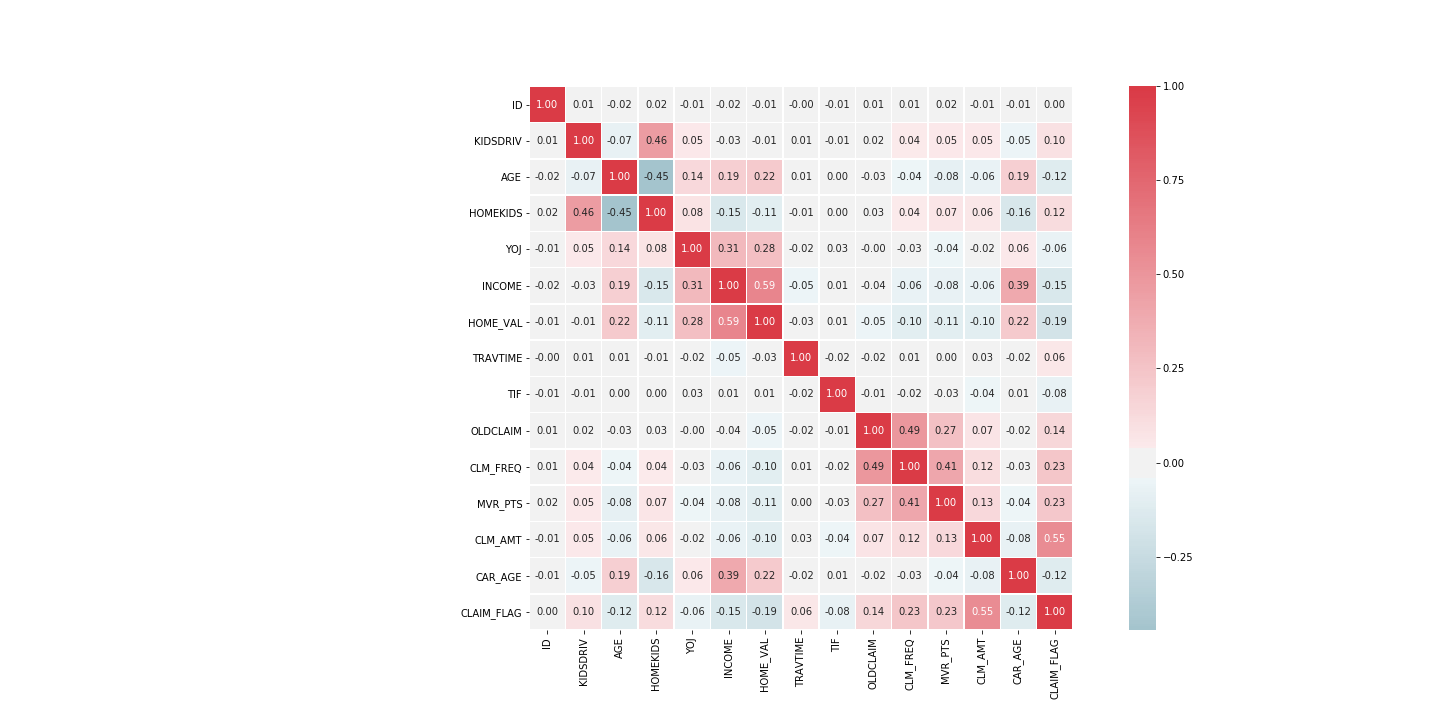 ID 1.00 0.01 -0.02 0.02 -0.01 -0.02 -0.01 -0.00 -0.01 0.01 0.01 0.02 -0.01 -0.01 0.00
KIDSDRIV 0.01 1.00 -0.07 0.46 0.05 -0.03 -0.01 0.01 -0.01 0.02 0.04 0.05 0.05 -0.05 0.10
AGE -0.02 -0.07 1.00 -0.45 0.14 0.19 0.22 0.01 0.00 -0.03 -0.04 -0.08 -0.06 0.19 -0.12
HOMEKIDS 0.02 0.46 -0.45 1.00 0.08 -0.15 -0.11 -0.01 0.00 0.03 0.04 0.07 0.06 -0.16 0.12
YOJ -0.01 0.05 0.14 0.08 1.00 0.31 0.28 -0.02 0.03 -0.00 -0.03 -0.04 -0.02 0.06 -0.06
INCOME -0.02 -0.03 0.19 -0.15 0.31 1.00 0.59 -0.05 0.01 -0.04 -0.06 -0.08 -0.06 0.39 -0.15
HOME_VAL -0.01 -0.01 0.22 -0.11 0.28 0.59 1.00 -0.03 0.01 -0.05 -0.10 -0.11 -0.10 0.22 -0.19
TRAVTIME -0.00 0.01 0.01 -0.01 -0.02 -0.05 -0.03 1.00 -0.02 -0.02 0.01 0.00 0.03 -0.02 0.06
TIF -0.01 -0.01 0.00 0.00 0.03 0.01 0.01 -0.02 1.00 -0.01 -0.02 -0.03 -0.04 0.01 -0.08
OLDCLAIM 0.01 0.02 -0.03 0.03 -0.00 -0.04 -0.05 -0.02 -0.01 1.00 0.49 0.27 0.07 -0.02 0.14
CLM_FREQ 0.01 0.04 -0.04 0.04 -0.03 -0.06 -0.10 0.01 -0.02 0.49 1.00 0.41 0.12 -0.03 0.23
MVR_PTS 0.02 0.05 -0.08 0.07 -0.04 -0.08 -0.11 0.00 -0.03 0.27 0.41 1.00 0.13 -0.04 0.23
CLM_AMT -0.01 0.05 -0.06 0.06 -0.02 -0.06 -0.10 0.03 -0.04 0.07 0.12 0.13 1.00 -0.08 0.55
CAR_AGE -0.01 -0.05 0.19 -0.16 0.06 0.39 0.22 -0.02 0.01 -0.02 -0.03 -0.04 -0.08 1.00 -0.12
CLAIM_FLAG 0.00 0.10 -0.12 0.12 -0.06 -0.15 -0.19 0.06 -0.08 0.14 0.23 0.23 0.55 -0.12 1.00
ID KIDSDRIV AGE HOMEKIDS YOJ INCOME HOME_VAL TRAVTIME TIF OLDCLAIM CLM_FREQ MVR_PTS CLM_AMT CAR_AGE CLAIM_FLAG
1.00
0.75
0.50
0.25
0.00
−0.25